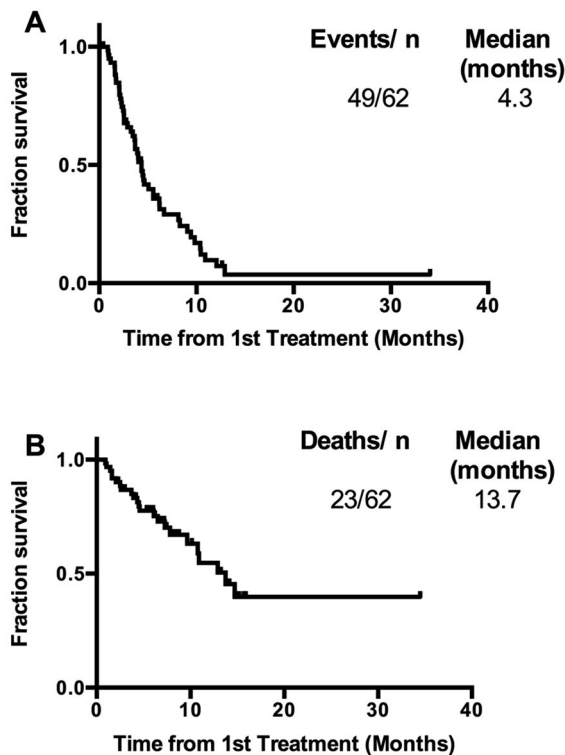 A
Events/ n Median
(months)
49/62 4.3
1.0
0.5
0.0
Fraction survival
0 10 20 30 40
Time from 1st Treatment (Months)
B
Deaths/ n Median
(months)
23/62 13.7
1.0
0.5
0.0
Fraction survival
0 10 20 30 40
Time from 1st Treatment (Months)